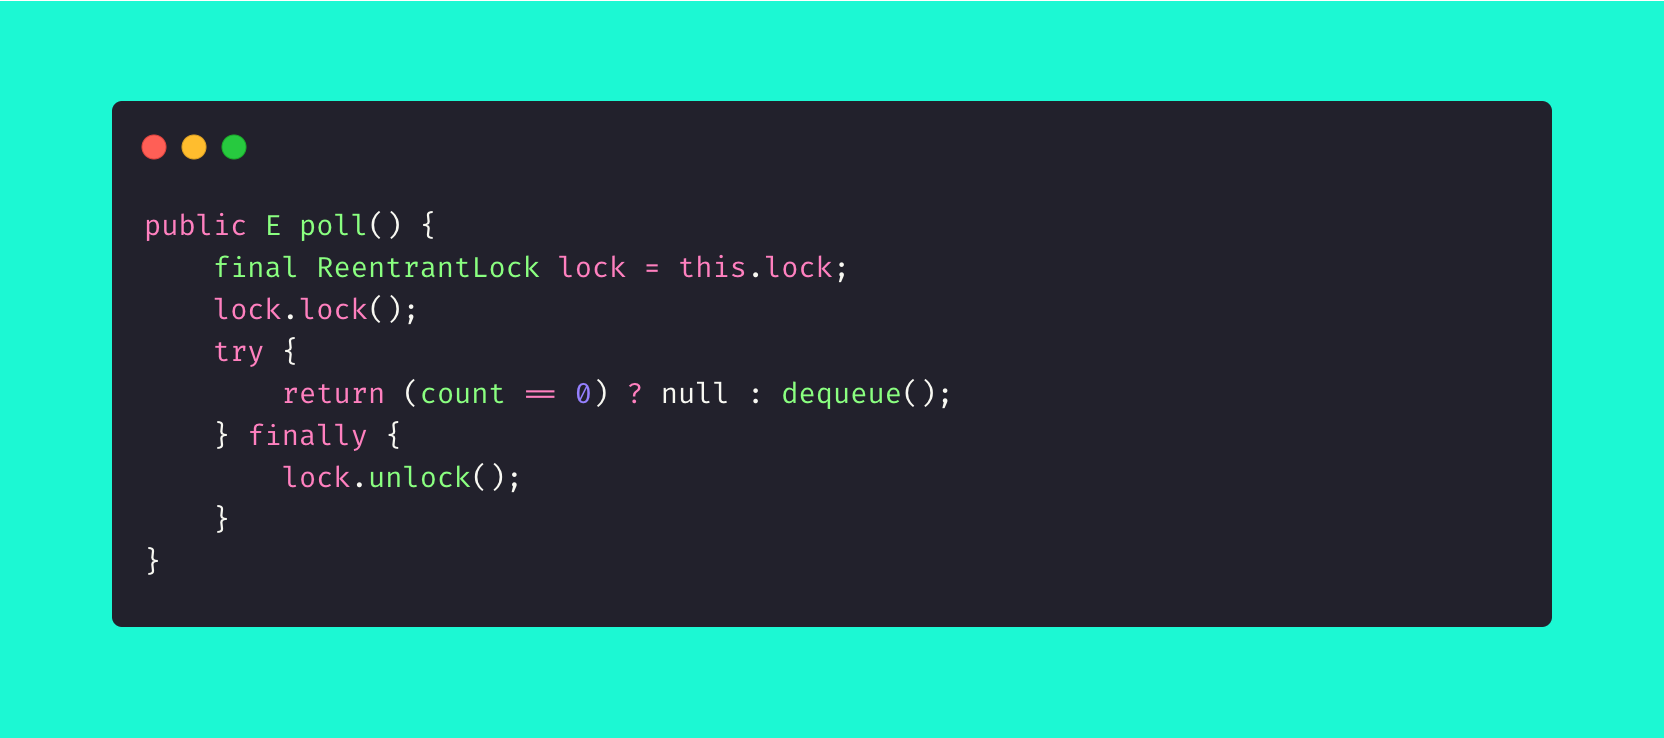 public E poll() {
    final ReentrantLock lock = this.lock;
    lock.lock();
    try {
        return (count == 0) ? null : dequeue();
    } finally {
        lock.unlock();
    }
}